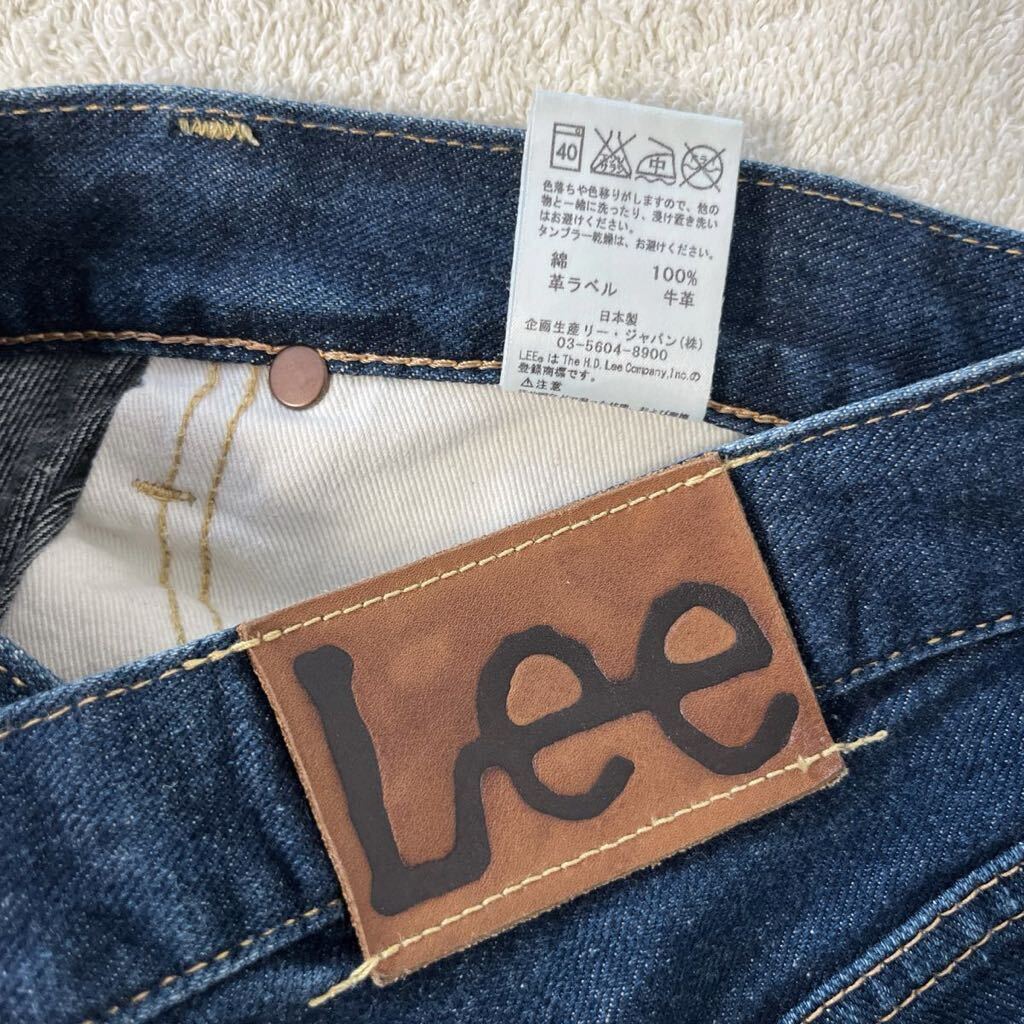 40
中
色落ちや色移りがしますので、他の
物と一緒に洗ったり、浸け置き洗い
はお避けください。
タンブラー乾燥は、お避けください。
綿 100%
革ラベル 牛革
日本製
企画生産リー・ジャパン(株)
03-5604-8900
LEE® は The H.D. Lee Company,Inc.の
登録商標です。
⚠注意
Lee